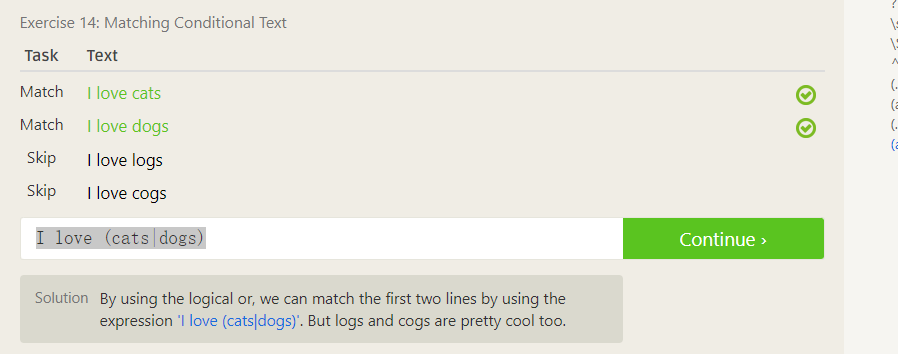 Exercise 14: Matching Conditional Text
Task Text
Match I love cats
Match I love dogs
Skip I love logs
Skip I love cogs
I love (cats|dogs)
Continue ›
Solution By using the logical or, we can match the first two lines by using the
expression 'I love (cats|dogs)'. But logs and cogs are pretty cool too.